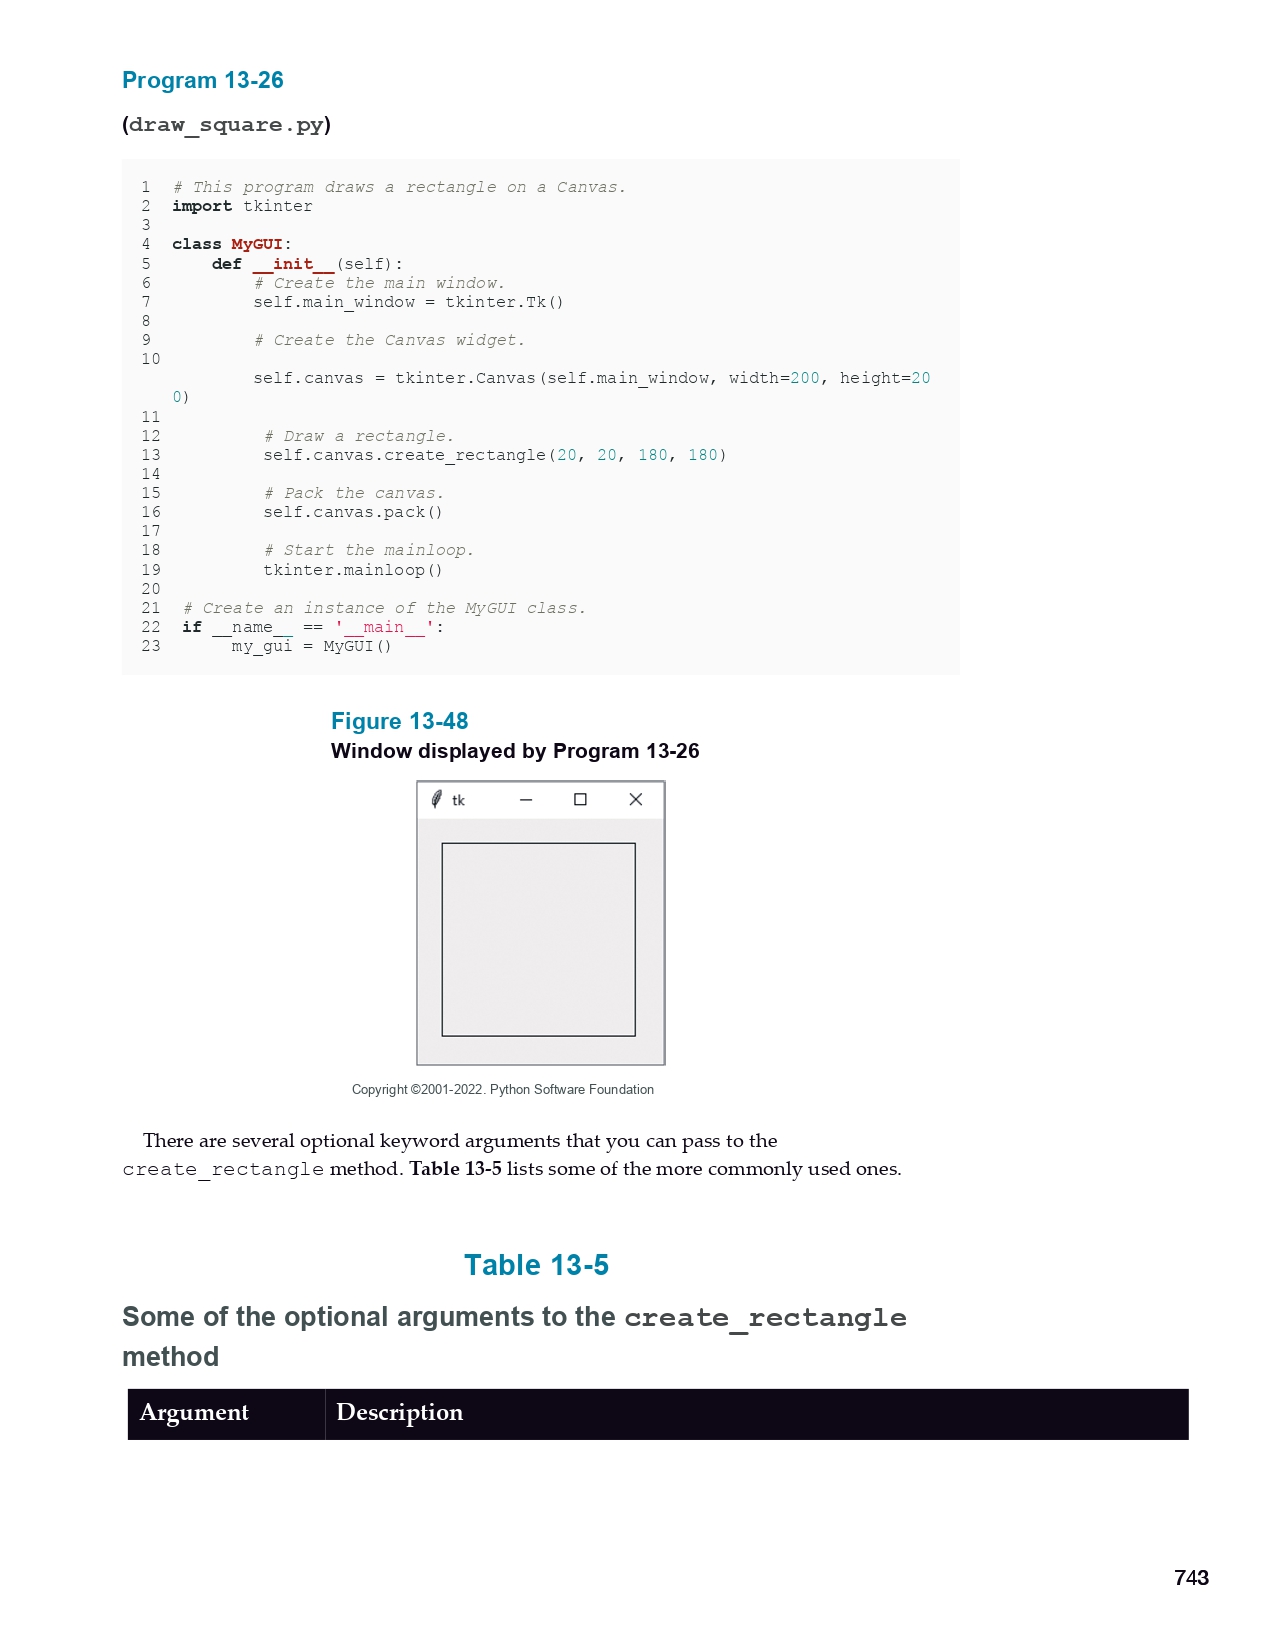 Program 13-26
(draw_square.py)
1 # This program draws a rectangle on a Canvas.
2 import tkinter
3
4 class MyGUI:
5     def __init__(self):
6         # Create the main window.
7         self.main_window = tkinter.Tk()
8
9         # Create the Canvas widget.
10
        self.canvas = tkinter.Canvas(self.main_window, width=200, height=20
0)
11
12         # Draw a rectangle.
13         self.canvas.create_rectangle(20, 20, 180, 180)
14
15         # Pack the canvas.
16         self.canvas.pack()
17
18         # Start the mainloop.
19         tkinter.mainloop()
20
21 # Create an instance of the MyGUI class.
22 if __name__ == '__main__':
23     my_gui = MyGUI()
Figure 13-48
Window displayed by Program 13-26
tk
Copyright ©2001-2022. Python Software Foundation
There are several optional keyword arguments that you can pass to the
create_rectangle method. Table 13-5 lists some of the more commonly used ones.
Table 13-5
Some of the optional arguments to the create_rectangle
method
Argument Description
743